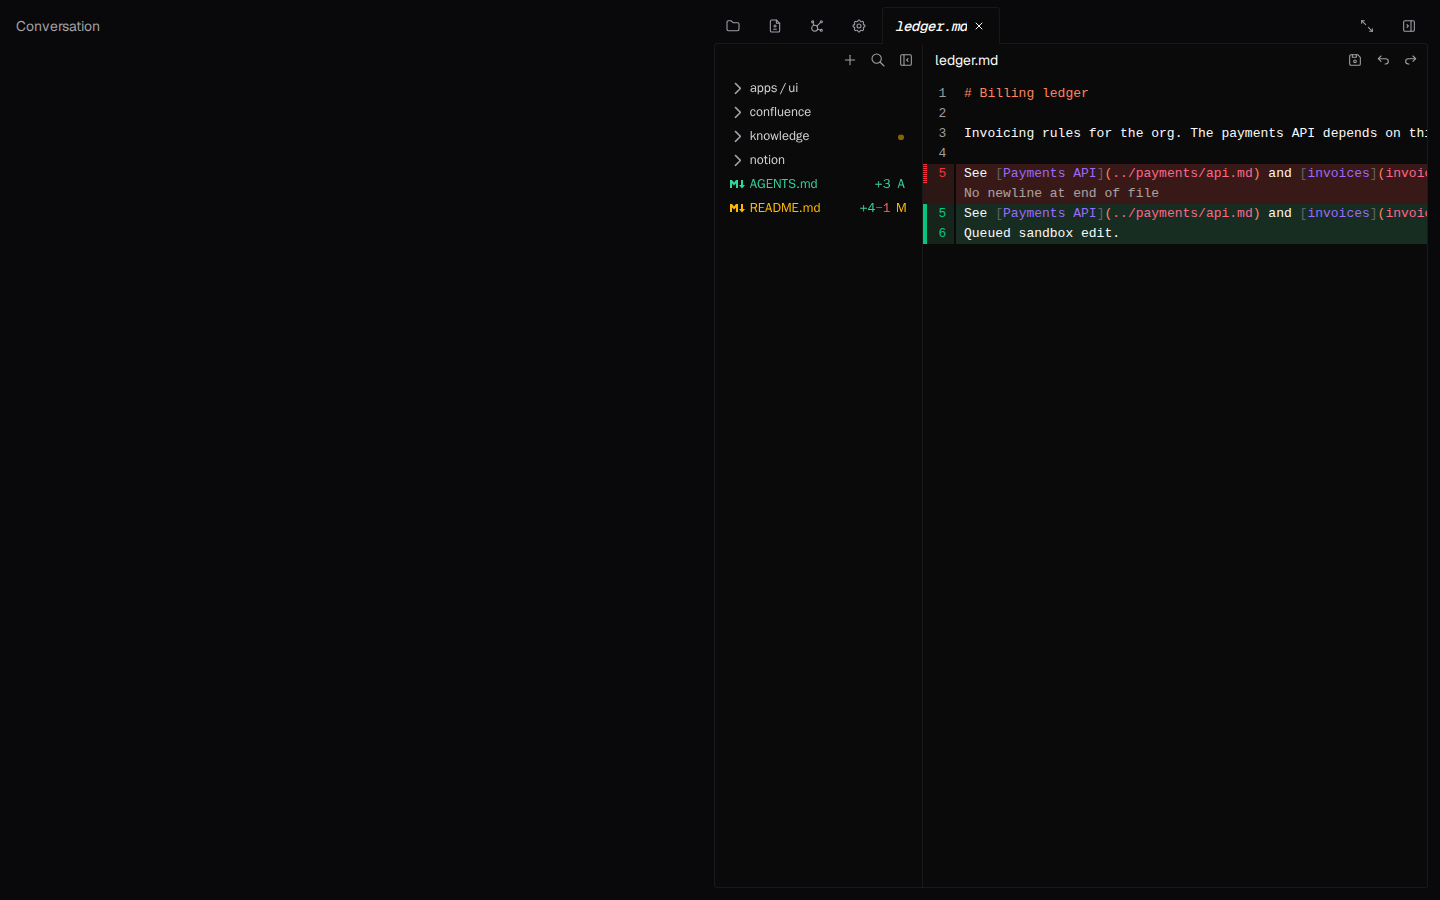 Conversation
ledger.md
ledger.md
apps / ui
confluence
knowledge
notion
AGENTS.md +3 A
README.md +4−1 M
1 # Billing ledger
2
3 Invoicing rules for the org. The payments API depends on thi
4
5 See [Payments API](../payments/api.md) and [invoices](invoic
No newline at end of file
5 See [Payments API](../payments/api.md) and [invoices](invoic
6 Queued sandbox edit.